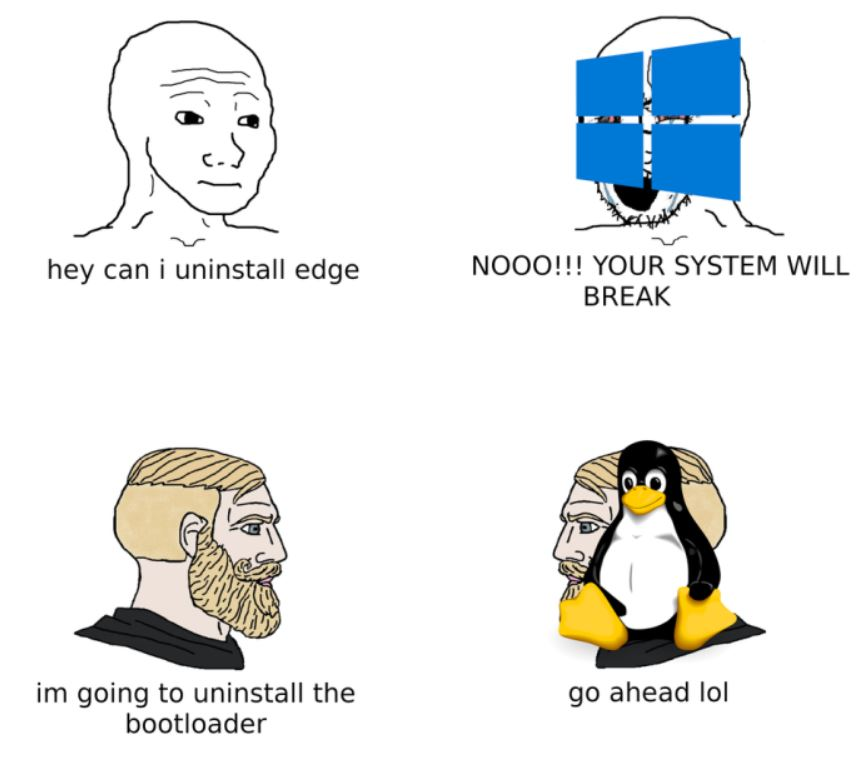 hey can i uninstall edge
NOOO!!! YOUR SYSTEM WILL
BREAK
im going to uninstall the
bootloader
go ahead lol